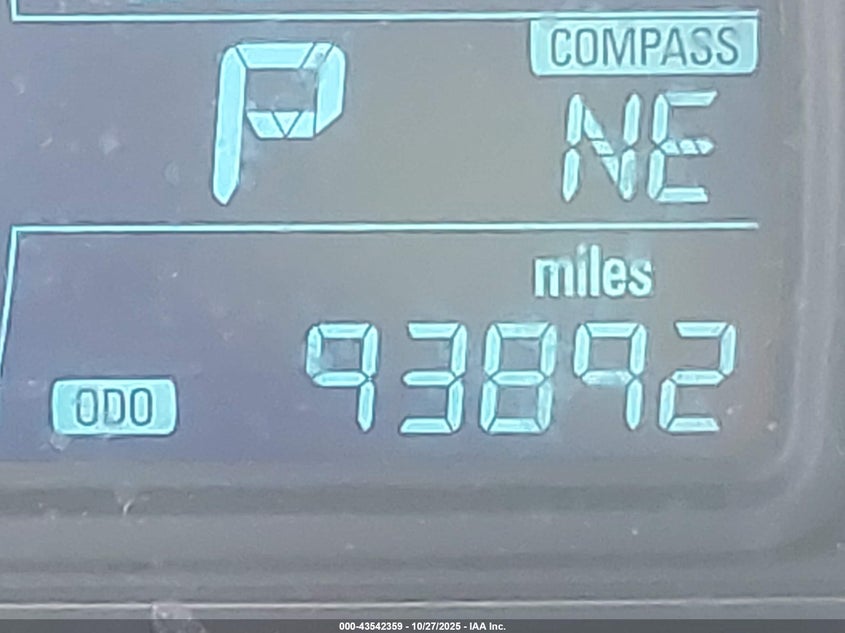 P
COMPASS
NE
miles
ODO 93892
000-43542359 - 10/27/2025 - IAA Inc.